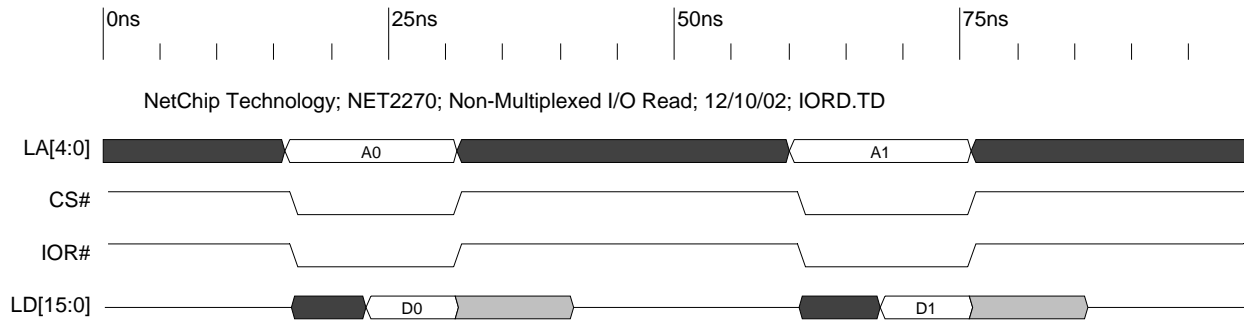 0ns 25ns 50ns 75ns
NetChip Technology; NET2270; Non-Multiplexed I/O Read; 12/10/02; IORD.TD
LA[4:0] A0 A1
CS#
IOR#
LD[15:0] D0 D1